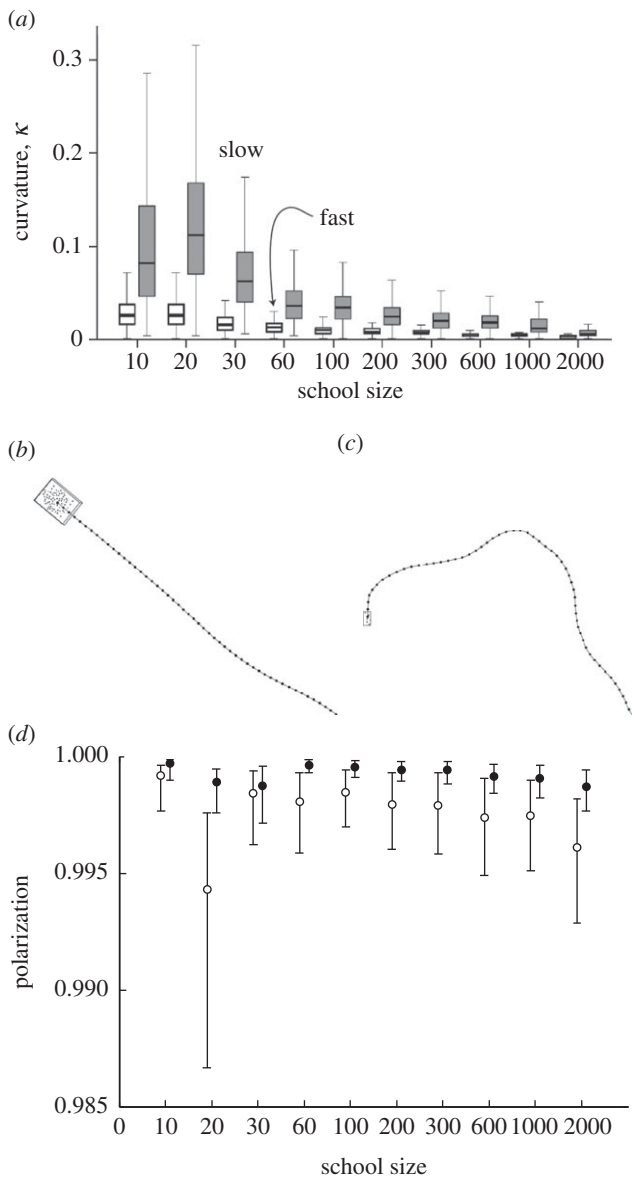 (a)
0.3
0.2
0.1
0
curvature, κ
slow
fast
10 20 30 60 100 200 300 600 1000 2000
school size
(b)
(c)
(d)
1.000
0.995
0.990
0.985
polarization
0 10 20 30 60 100 200 300 600 1000 2000
school size